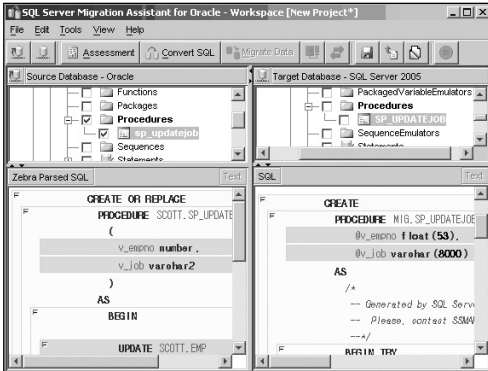 SQL Server Migration Assistant for Oracle - Workspace [New Project*]
File Edit Tools View Help
Assessment Convert SQL Migrate Data
Source Database - Oracle
Functions
Packages
Procedures
sp_updatejob
Sequences
Statements
Target Database - SQL Server 2005
PackagedVariableEmulators
Procedures
SP_UPDATEJOB
SequenceEmulators
Statements
Zebra Parsed SQL Text
CREATE OR REPLACE
PROCEDURE SCOTT.SP_UPDATE
(
v_empno number,
v_job varchar2
)
AS
BEGIN
UPDATE SCOTT.EMP
SQL Text
CREATE
PROCEDURE MIG.SP_UPDATEJOB
@v_empno float(53),
@v_job varchar(8000)
AS
/*
-- Generated by SQL Serv
-- Please, contact SSMA
--*/
BEGIN TRY